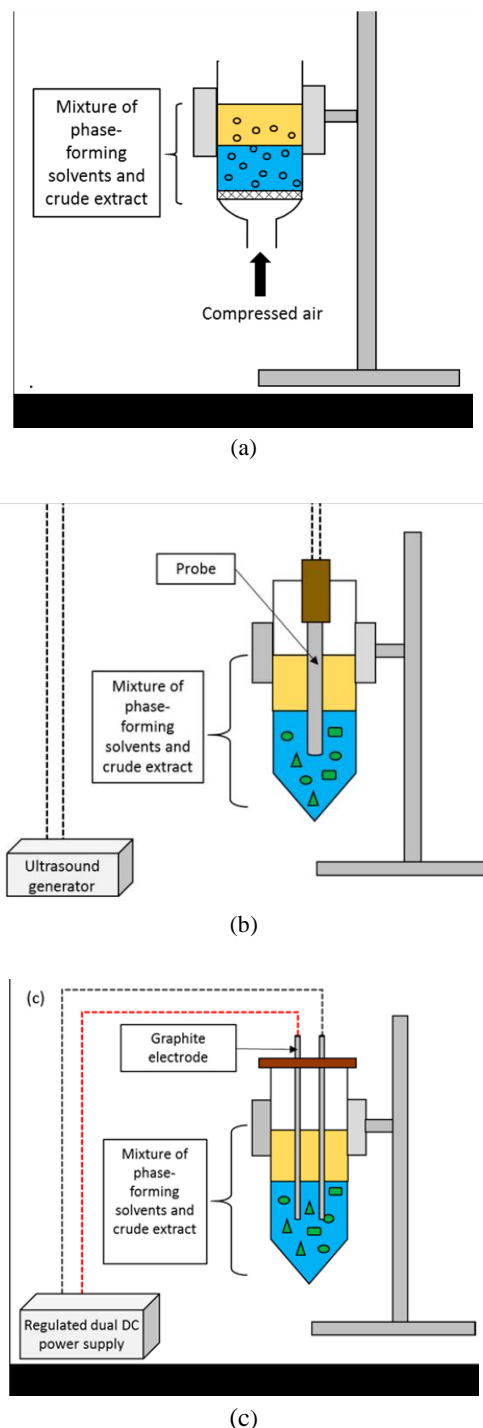 Mixture of
phase-
forming
solvents and
crude extract
Compressed air
(a)
Probe
Mixture of
phase-
forming
solvents and
crude extract
Ultrasound
generator
(b)
(c)
Graphite
electrode
Mixture of
phase-
forming
solvents and
crude extract
Regulated dual DC
power supply
(c)